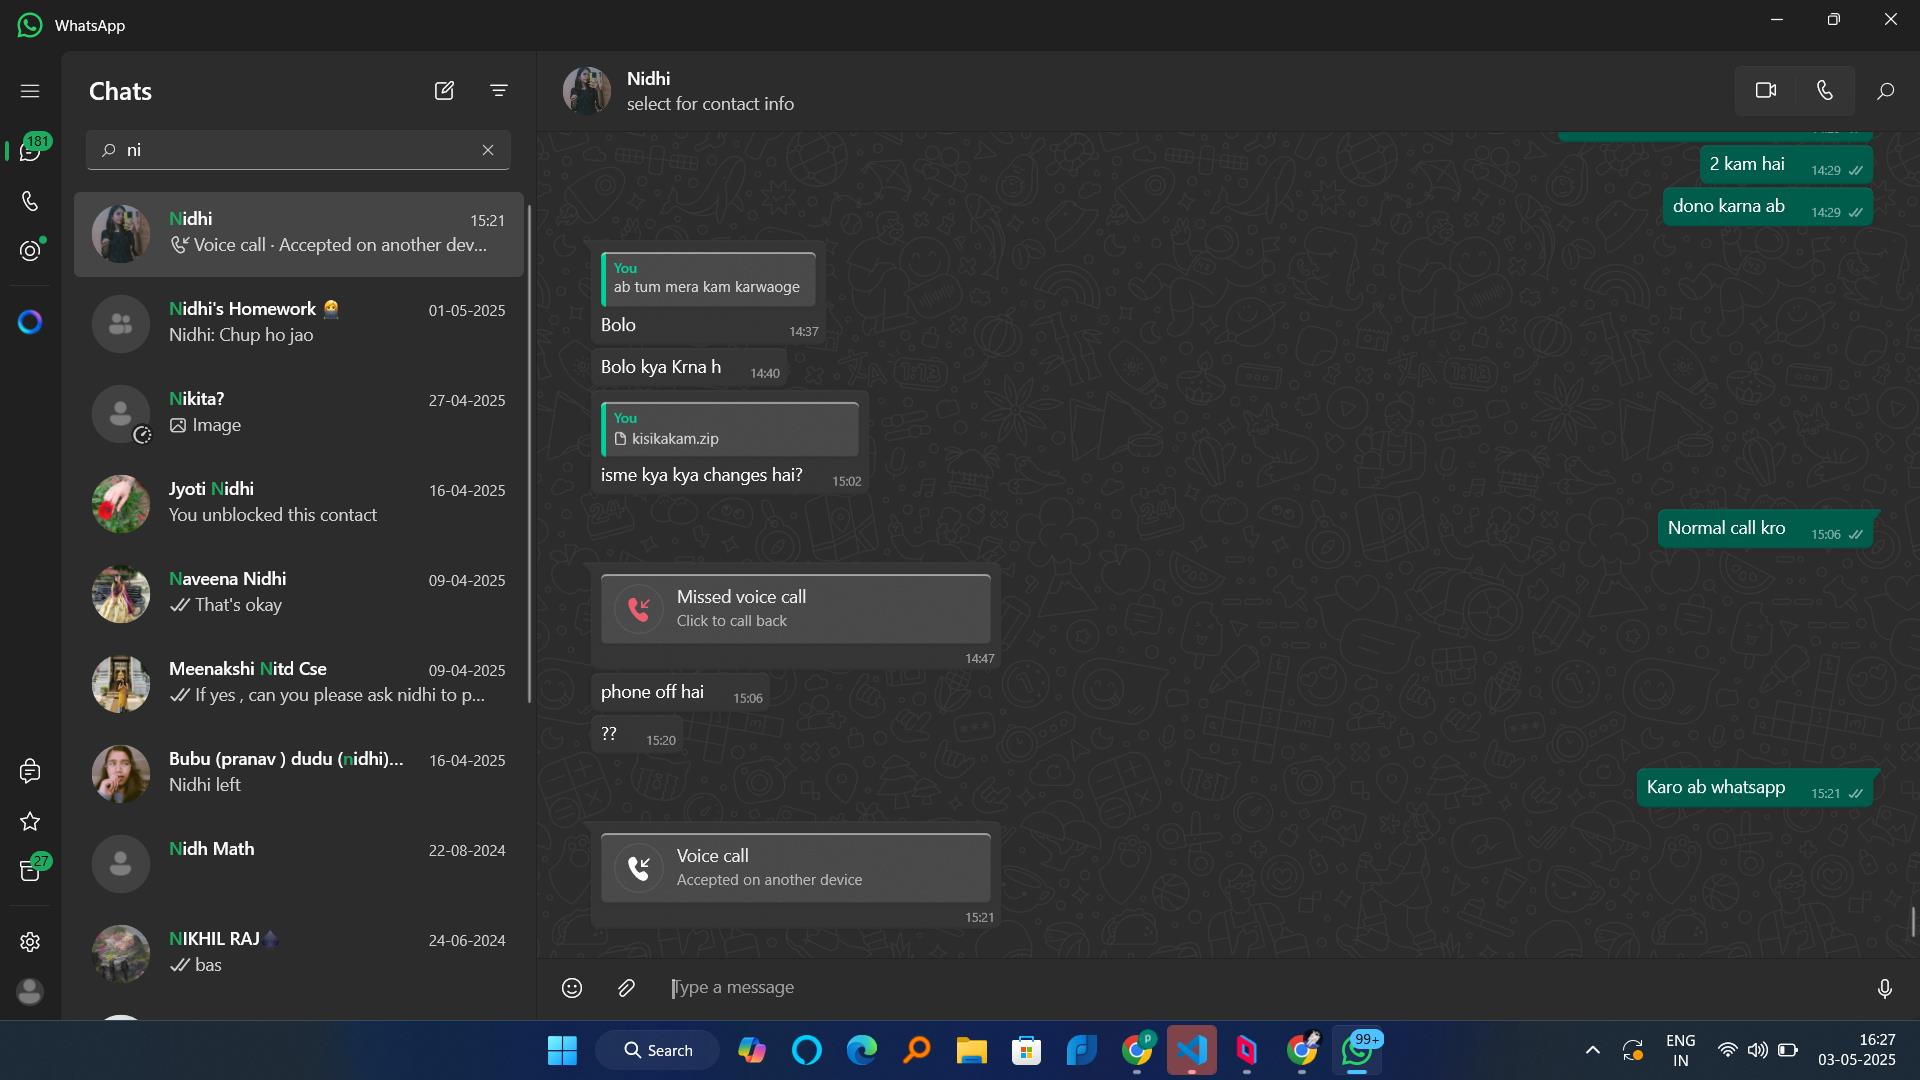 WhatsApp
Chats
181
ni
Nidhi
15:21
Voice call · Accepted on another dev...
Nidhi's Homework
01-05-2025
Nidhi: Chup ho jao
Nikita?
27-04-2025
Image
Jyoti Nidhi
16-04-2025
You unblocked this contact
Naveena Nidhi
09-04-2025
That's okay
Meenakshi Nitd Cse
09-04-2025
If yes , can you please ask nidhi to p...
Bubu (pranav ) dudu (nidhi)...
16-04-2025
Nidhi left
Nidh Math
22-08-2024
27
NIKHIL RAJ
24-06-2024
bas
Nidhi
select for contact info
2 kam hai
14:29
dono karna ab
14:29
You
ab tum mera kam karwaoge
Bolo
14:37
Bolo kya Krna h
14:40
You
kisikakam.zip
isme kya kya changes hai?
15:02
Normal call kro
15:06
Missed voice call
Click to call back
14:47
phone off hai
15:06
??
15:20
Karo ab whatsapp
15:21
Voice call
Accepted on another device
15:21
Type a message
Search
P
99+
ENG
IN
16:27
03-05-2025